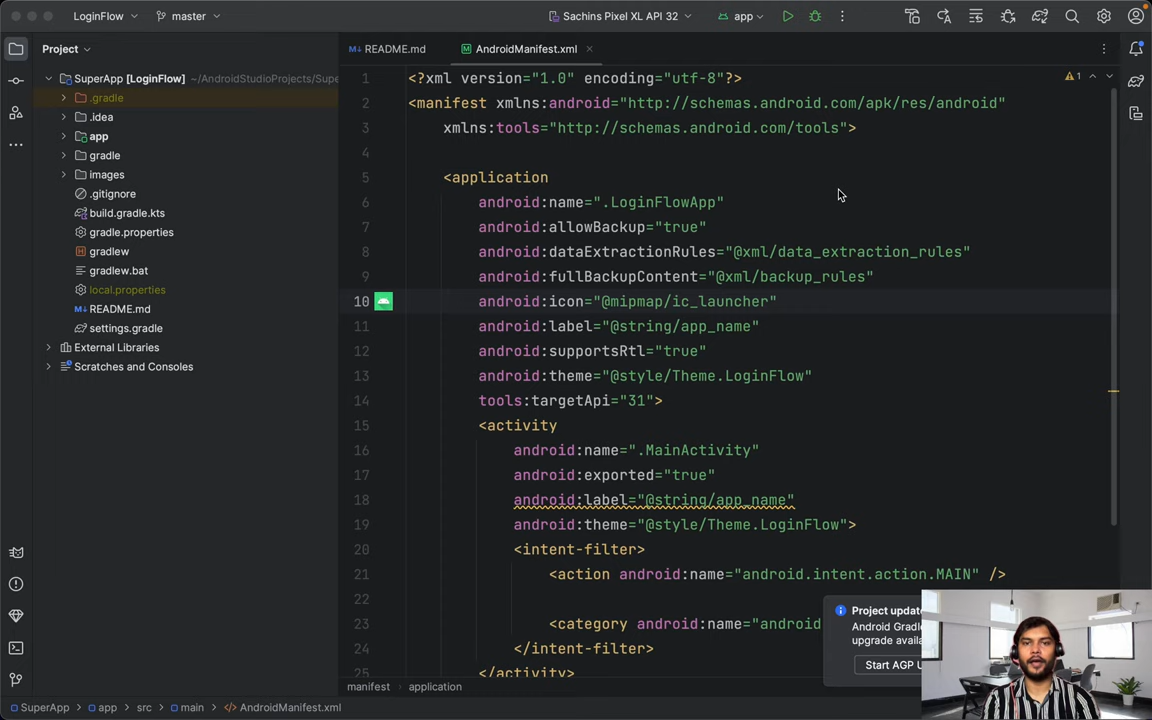 LoginFlow
master
Sachins Pixel XL API 32
app
Project
README.md
AndroidManifest.xml
SuperApp [LoginFlow] ~/AndroidStudioProjects/Supe
.gradle
.idea
app
gradle
images
.gitignore
build.gradle.kts
gradle.properties
gradlew
gradlew.bat
local.properties
README.md
settings.gradle
External Libraries
Scratches and Consoles
1 <?xml version="1.0" encoding="utf-8"?>
2 <manifest xmlns:android="http://schemas.android.com/apk/res/android"
3 xmlns:tools="http://schemas.android.com/tools">
4
5 <application
6 android:name=".LoginFlowApp"
7 android:allowBackup="true"
8 android:dataExtractionRules="@xml/data_extraction_rules"
9 android:fullBackupContent="@xml/backup_rules"
10 android:icon="@mipmap/ic_launcher"
11 android:label="@string/app_name"
12 android:supportsRtl="true"
13 android:theme="@style/Theme.LoginFlow"
14 tools:targetApi="31">
15 <activity
16 android:name=".MainActivity"
17 android:exported="true"
18 android:label="@string/app_name"
19 android:theme="@style/Theme.LoginFlow">
20 <intent-filter>
21 <action android:name="android.intent.action.MAIN" />
22
23 <category android:name="android
24 </intent-filter>
25 </activity>
1
Project update
Android Gradle
upgrade availa
Start AGP U
manifest application
SuperApp app src main AndroidManifest.xml